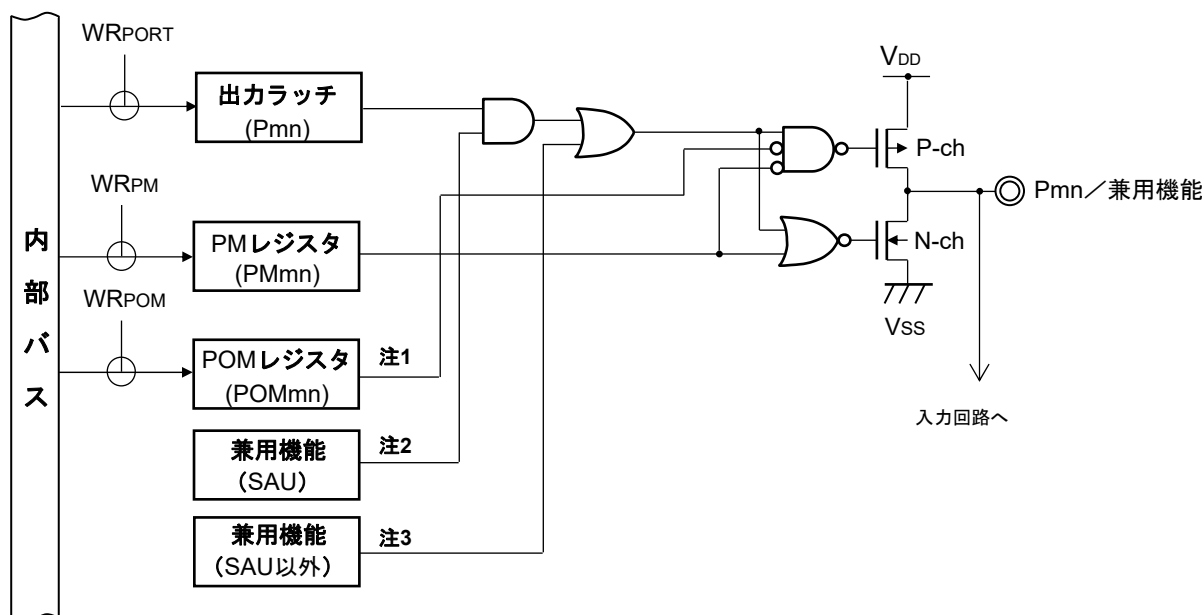 WRPORT
出力ラッチ
(Pmn)
VDD
P-ch
Pmn／兼用機能
WRPM
PMレジスタ
(PMmn)
N-ch
VSS
内部バス
WRPOM
POMレジスタ
(POMmn)
注1
入力回路へ
兼用機能
（SAU）
注2
兼用機能
（SAU以外）
注3